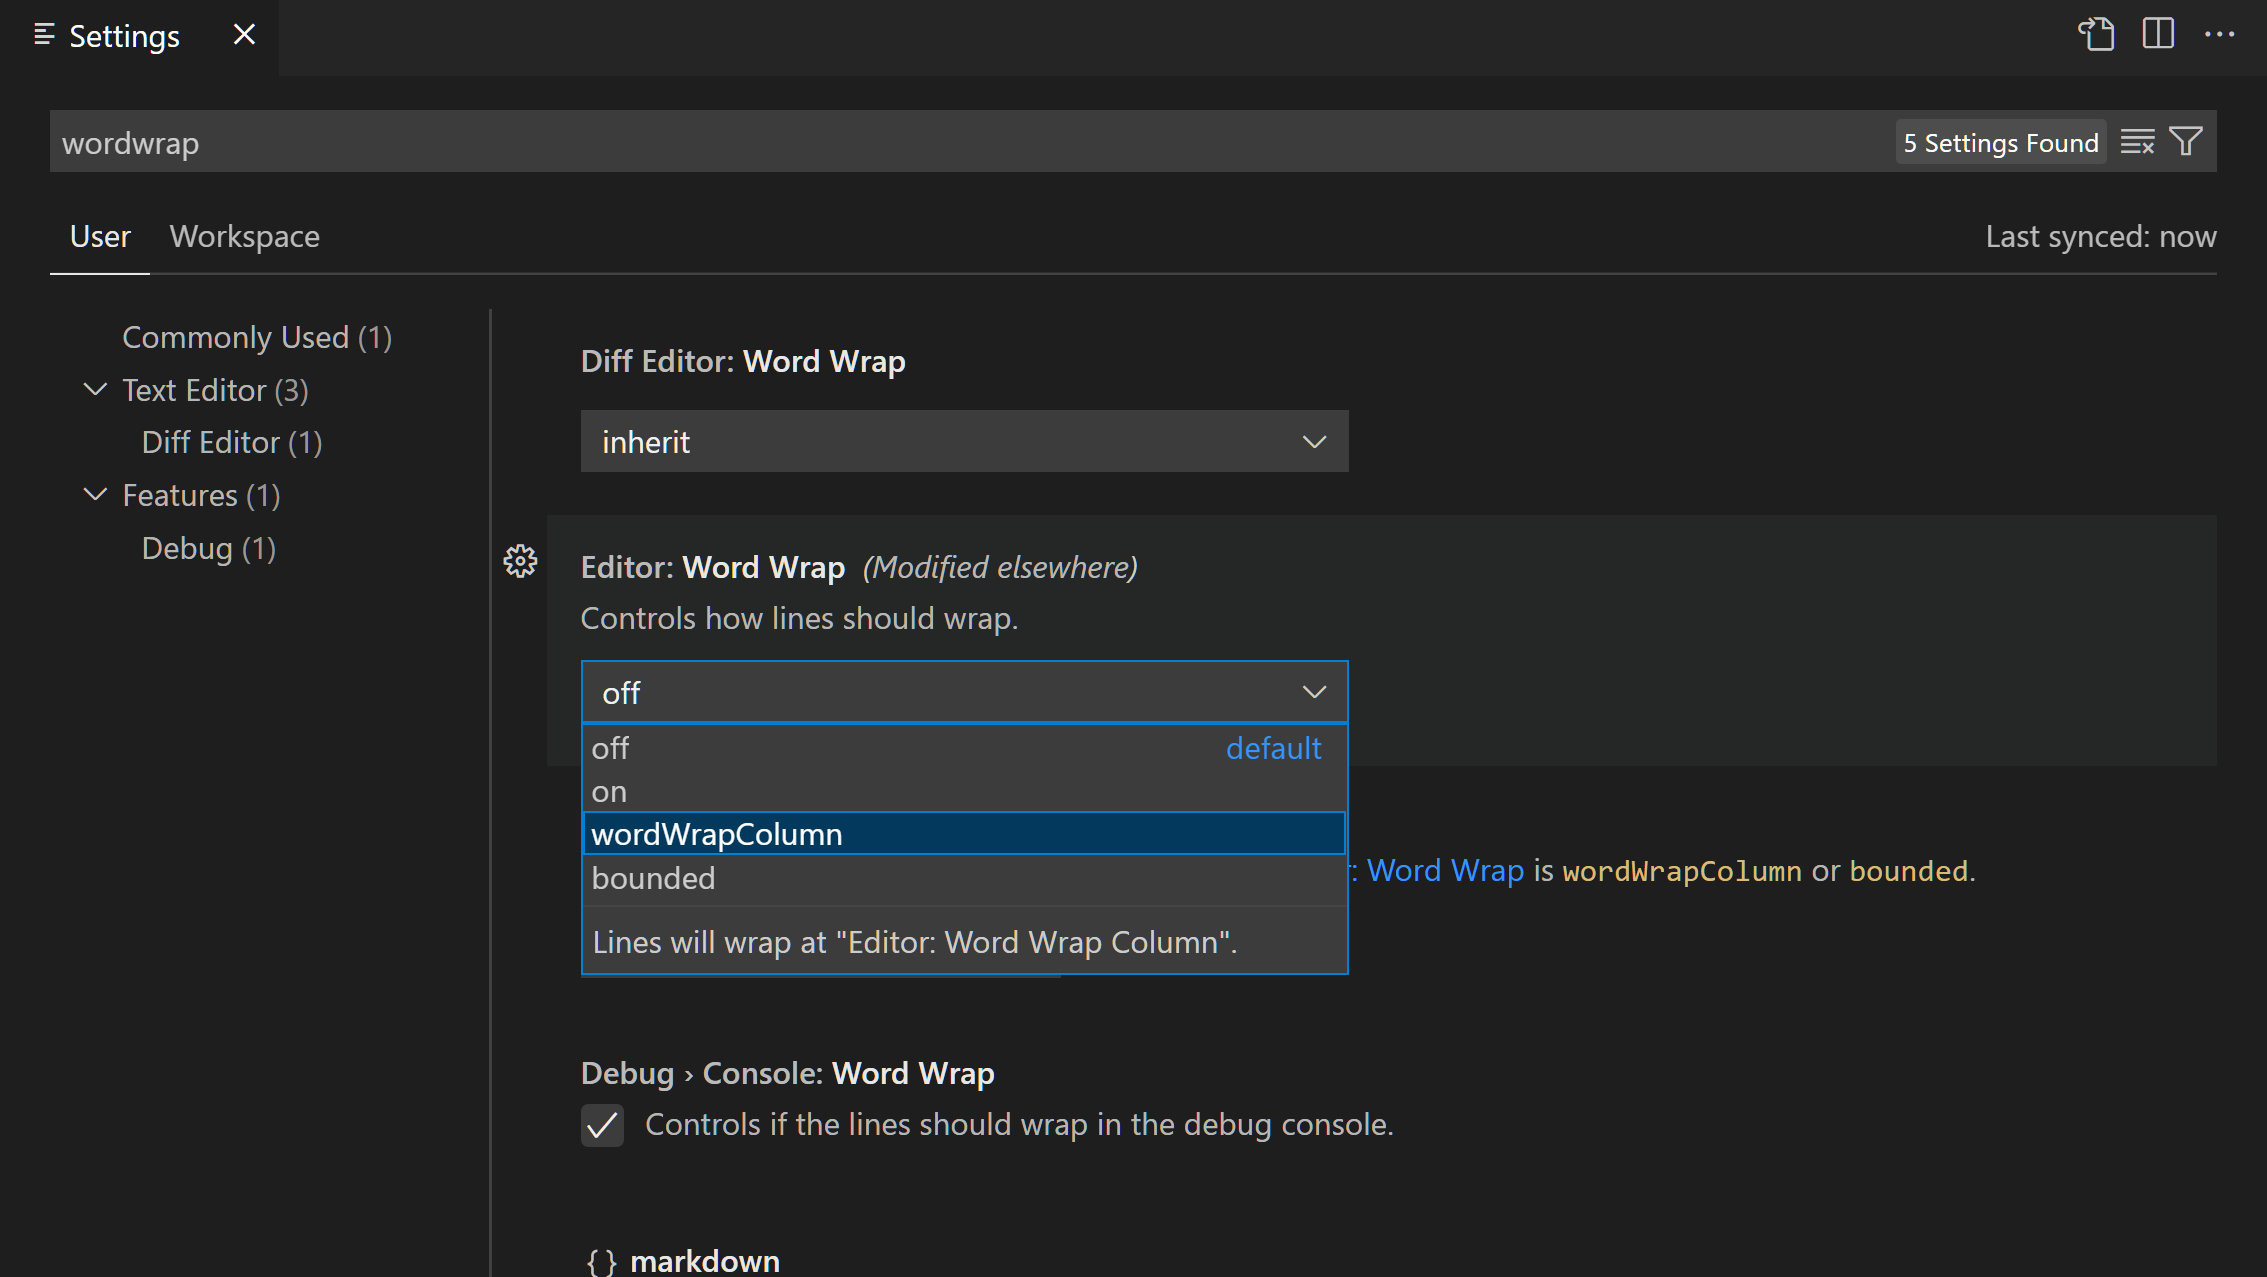 Settings
wordwrap
5 Settings Found
User Workspace
Last synced: now
Commonly Used (1)
Text Editor (3)
Diff Editor (1)
Features (1)
Debug (1)
Diff Editor: Word Wrap
inherit
Editor: Word Wrap (Modified elsewhere)
Controls how lines should wrap.
off
off default
on
wordWrapColumn
bounded
Lines will wrap at "Editor: Word Wrap Column".
: Word Wrap is wordWrapColumn or bounded.
Debug › Console: Word Wrap
Controls if the lines should wrap in the debug console.
{} markdown